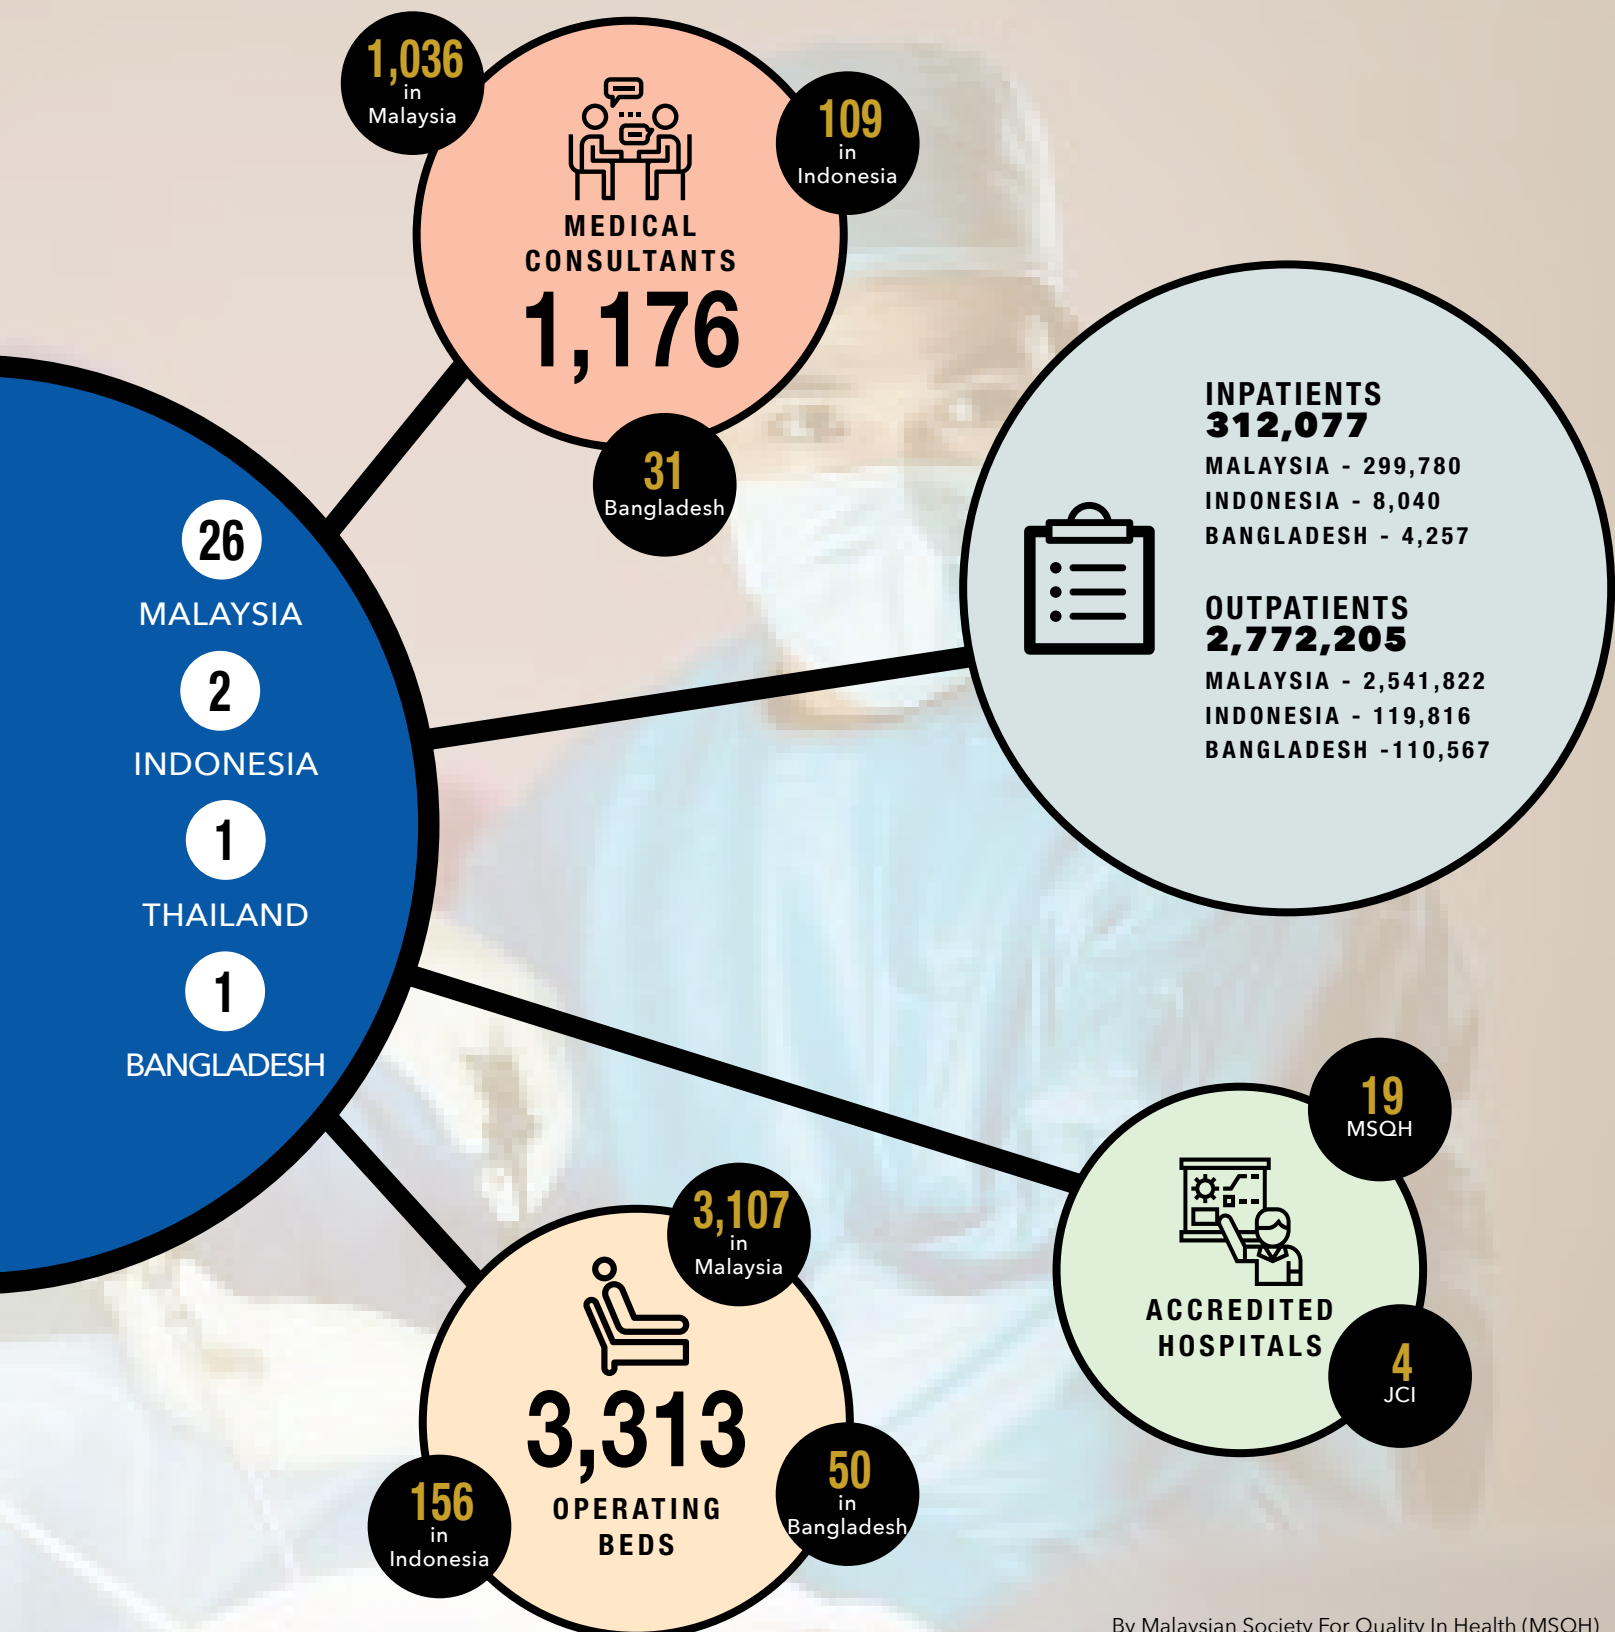 26
MALAYSIA
2
INDONESIA
1
THAILAND
1
BANGLADESH
1,036
in
Malaysia
109
in
Indonesia
MEDICAL
CONSULTANTS
1,176
31
Bangladesh
INPATIENTS
312,077
MALAYSIA - 299,780
INDONESIA - 8,040
BANGLADESH - 4,257
OUTPATIENTS
2,772,205
MALAYSIA - 2,541,822
INDONESIA - 119,816
BANGLADESH -110,567
19
MSQH
ACCREDITED
HOSPITALS
4
JCI
3,107
in
Malaysia
3,313
OPERATING
BEDS
156
in
Indonesia
50
in
Bangladesh
By Malaysian Society For Quality In Health (MSQH)